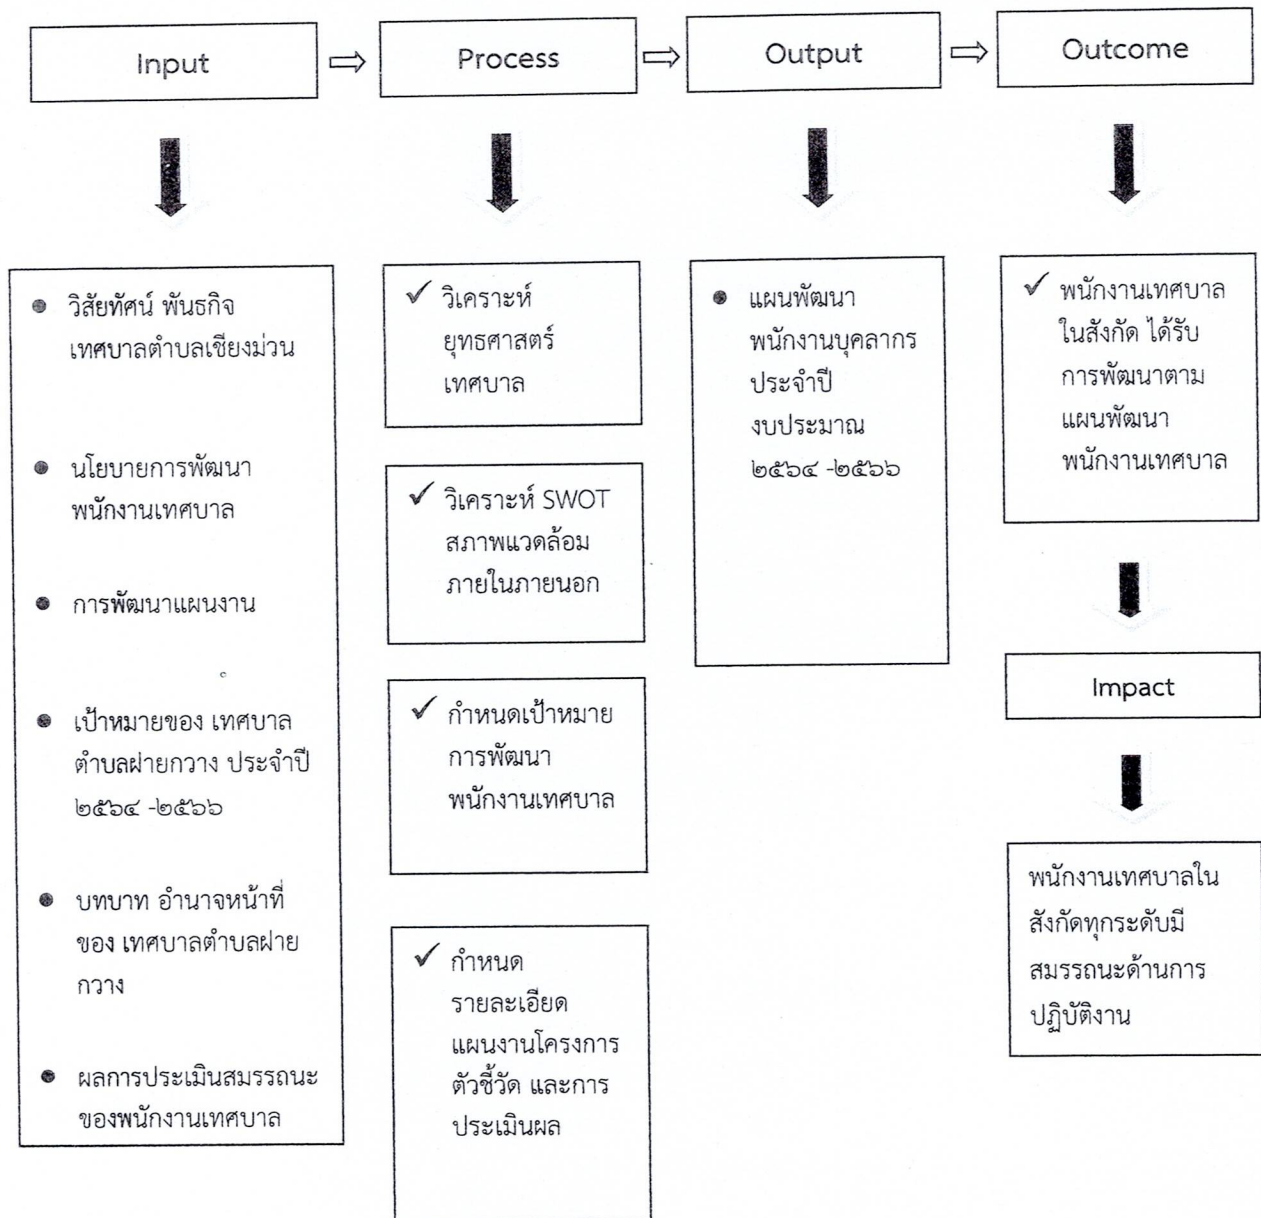 Input
Process
Output
Outcome
วิสัยทัศน์ พันธกิจ
เทศบาลตำบลเชียงม่วน
นโยบายการพัฒนา
พนักงานเทศบาล
การพัฒนาแผนงาน
เป้าหมายของ เทศบาล
ตำบลฝายกวาง ประจำปี
๒๕๖๔ -๒๕๖๖
บทบาท อำนาจหน้าที่
ของ เทศบาลตำบลฝาย
กวาง
ผลการประเมินสมรรถนะ
ของพนักงานเทศบาล
วิเคราะห์
ยุทธศาสตร์
เทศบาล
วิเคราะห์ SWOT
สภาพแวดล้อม
ภายในภายนอก
กำหนดเป้าหมาย
การพัฒนา
พนักงานเทศบาล
กำหนด
รายละเอียด
แผนงานโครงการ
ตัวชี้วัด และการ
ประเมินผล
แผนพัฒนา
พนักงานบุคลากร
ประจำปี
งบประมาณ
๒๕๖๔ -๒๕๖๖
พนักงานเทศบาล
ในสังกัด ได้รับ
การพัฒนาตาม
แผนพัฒนา
พนักงานเทศบาล
Impact
พนักงานเทศบาลใน
สังกัดทุกระดับมี
สมรรถนะด้านการ
ปฏิบัติงาน